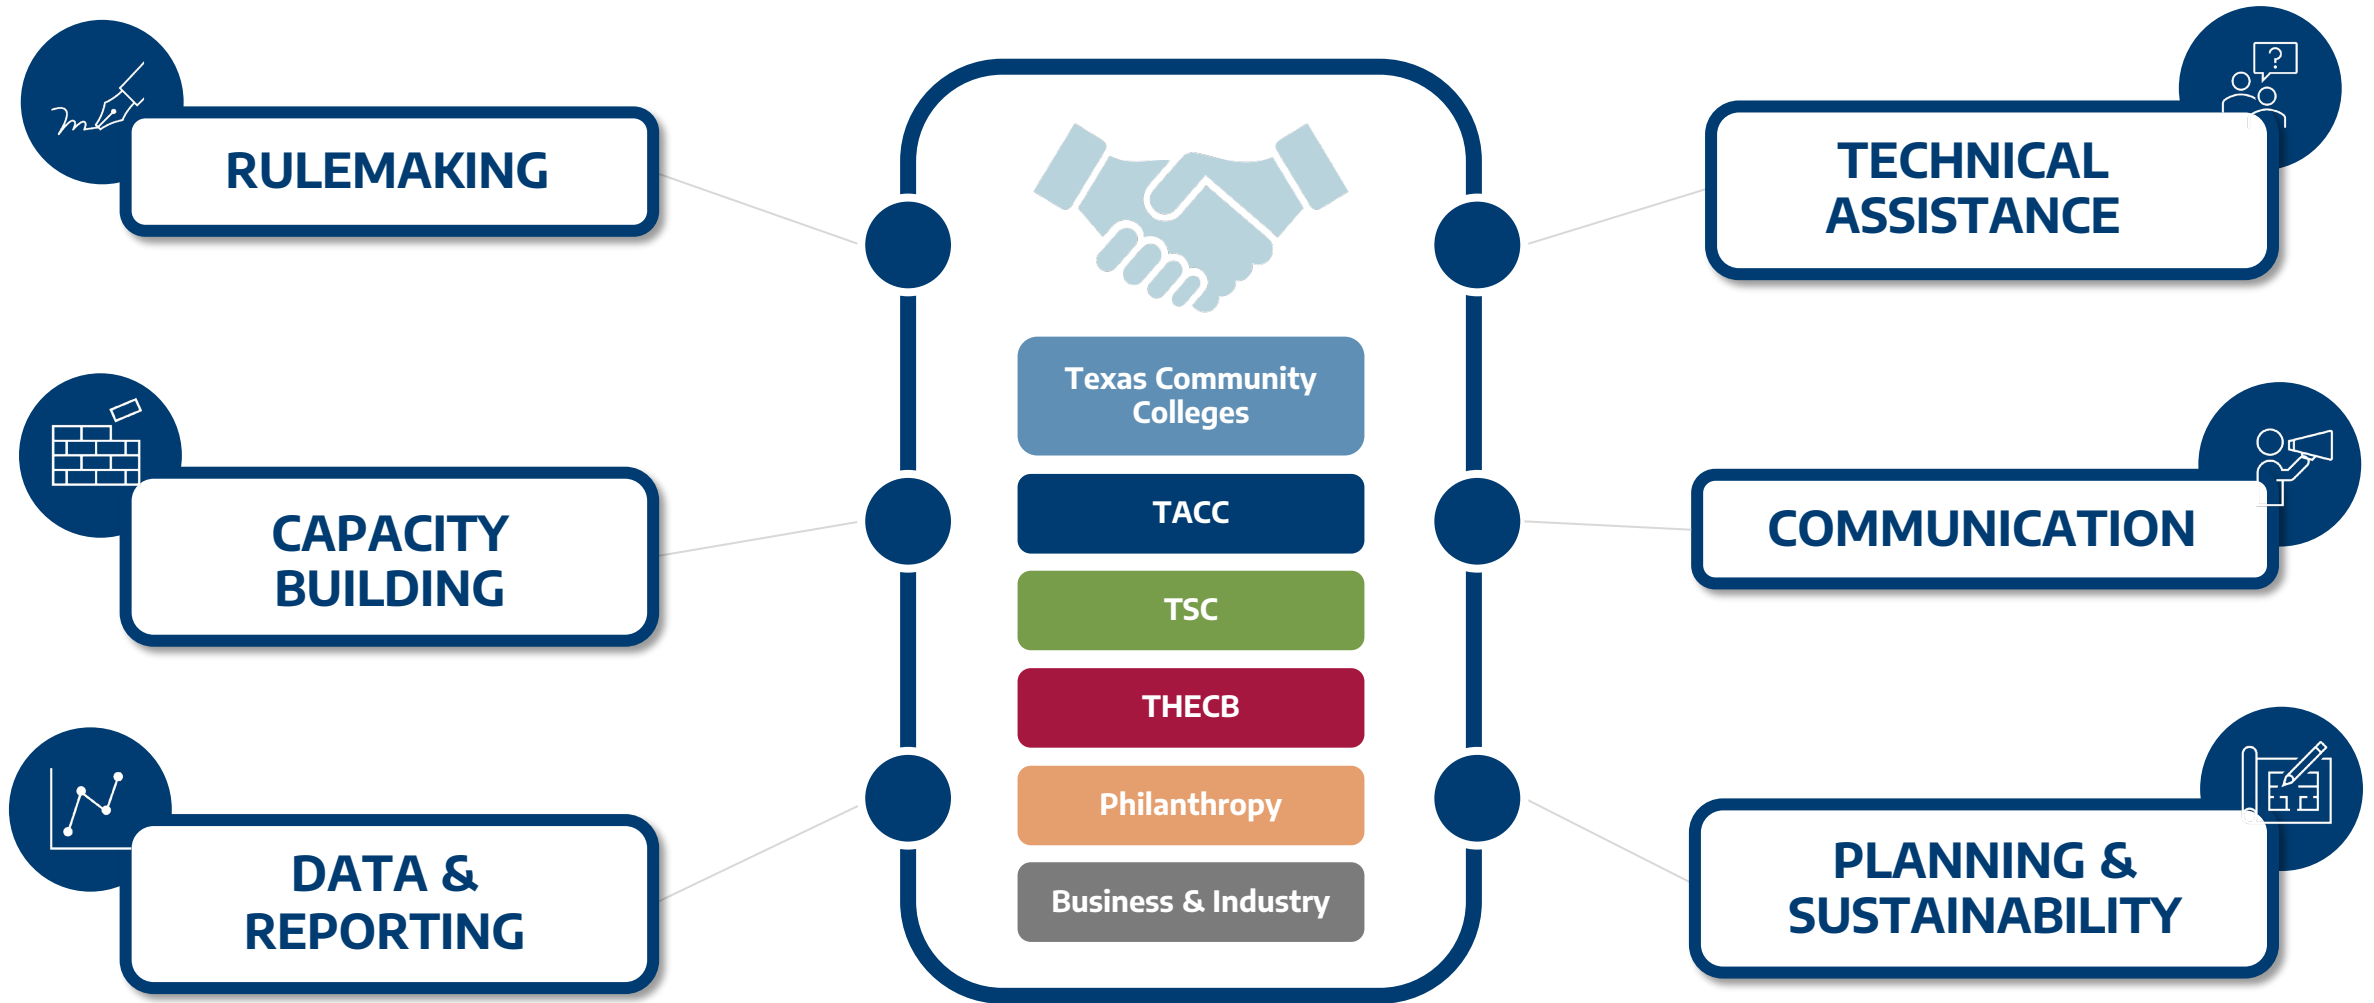 RULEMAKING
CAPACITY
BUILDING
DATA &
REPORTING
Texas Community
Colleges
TACC
TSC
THECB
Philanthropy
Business & Industry
?
TECHNICAL
ASSISTANCE
COMMUNICATION
PLANNING &
SUSTAINABILITY